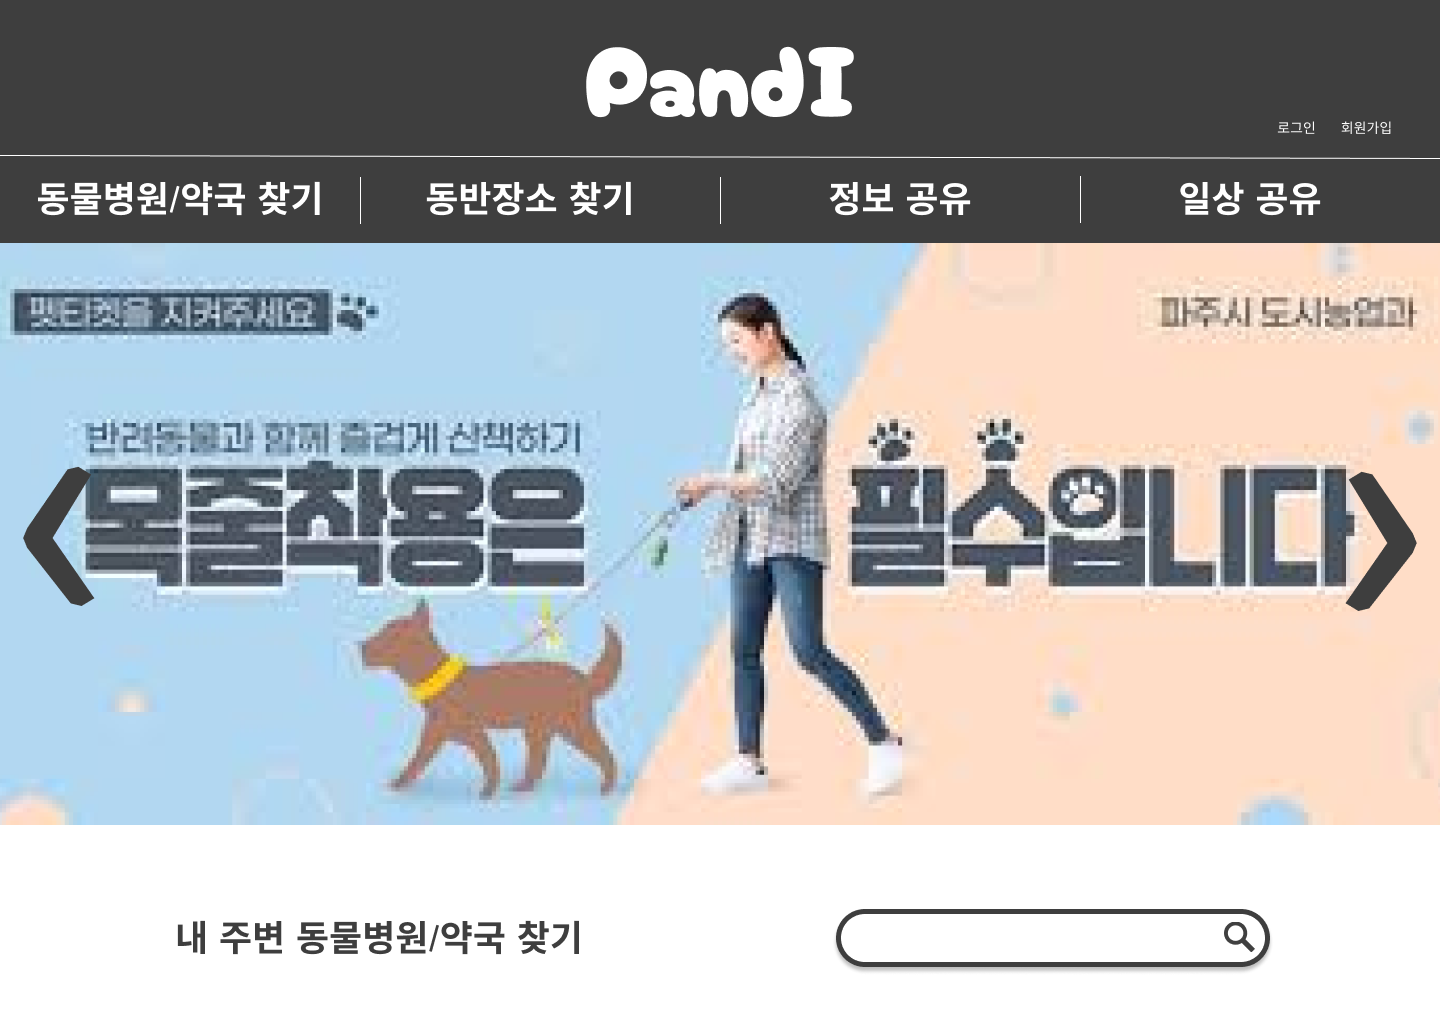 PandI
로그인 회원가입
동물병원/약국 찾기 동반장소 찾기 정보 공유 일상 공유
펫티켓을 지켜주세요 파주시 도시농업과
반려동물과 함께 즐겁게 산책하기
목줄착용은 필수입니다
내 주변 동물병원/약국 찾기